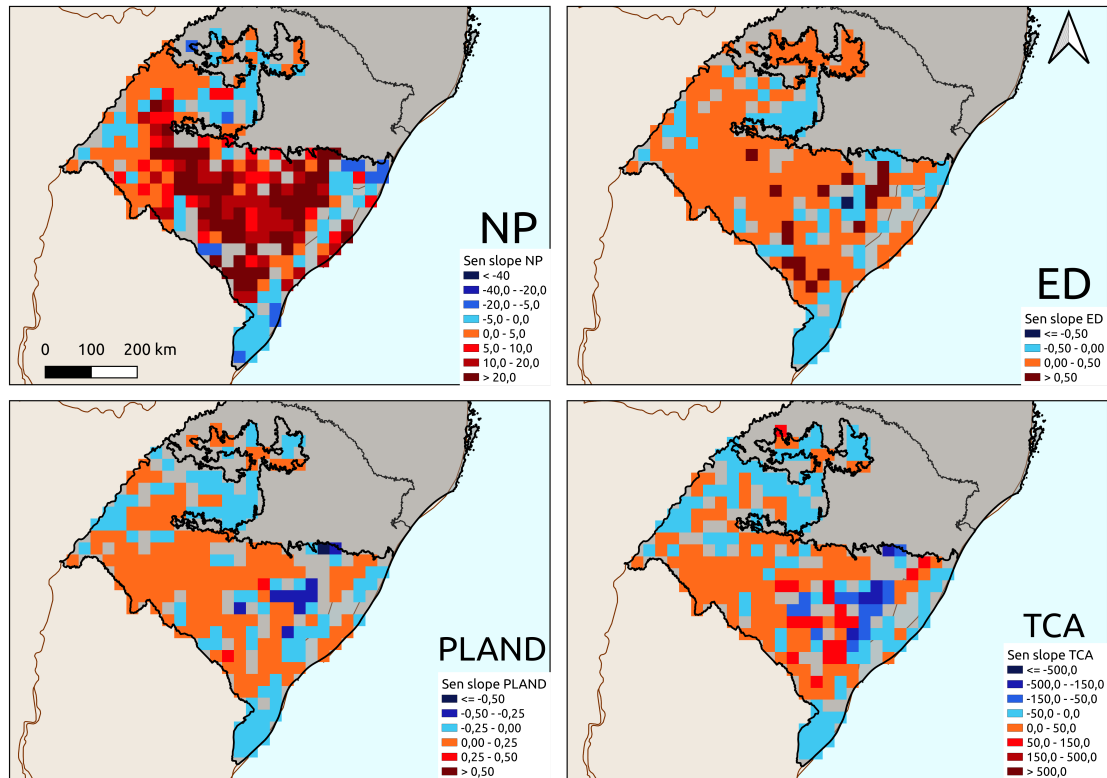 NP
Sen slope NP
< -40
-40,0 - -20,0
-20,0 - -5,0
-5,0 - 0,0
0,0 - 5,0
5,0 - 10,0
10,0 - 20,0
> 20,0
0 100 200 km
ED
Sen slope ED
<= -0,50
-0,50 - 0,00
0,00 - 0,50
> 0,50
PLAND
Sen slope PLAND
<= -0,50
-0,50 - -0,25
-0,25 - 0,00
0,00 - 0,25
0,25 - 0,50
> 0,50
TCA
Sen slope TCA
<= -500,0
-500,0 - -150,0
-150,0 - -50,0
-50,0 - 0,0
0,0 - 50,0
50,0 - 150,0
150,0 - 500,0
> 500,0